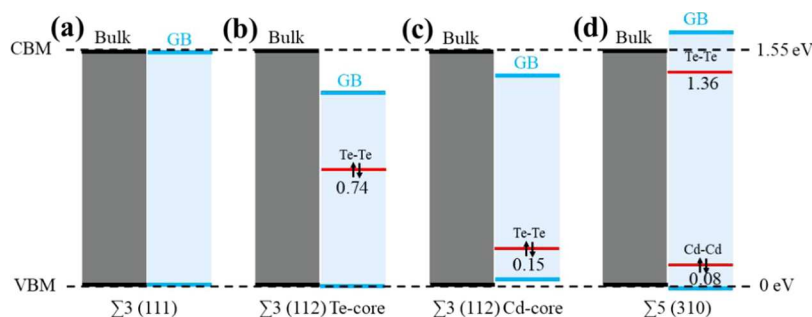 (a)
(b)
(c)
(d)
CBM
Bulk
GB
Bulk
GB
Bulk
GB
Bulk
GB
1.55 eV
Te-Te
1.36
Te-Te
0.74
Te-Te
0.15
Cd-Cd
0.08
VBM
0 eV
∑3 (111)
∑3 (112) Te-core
∑3 (112) Cd-core
∑5 (310)